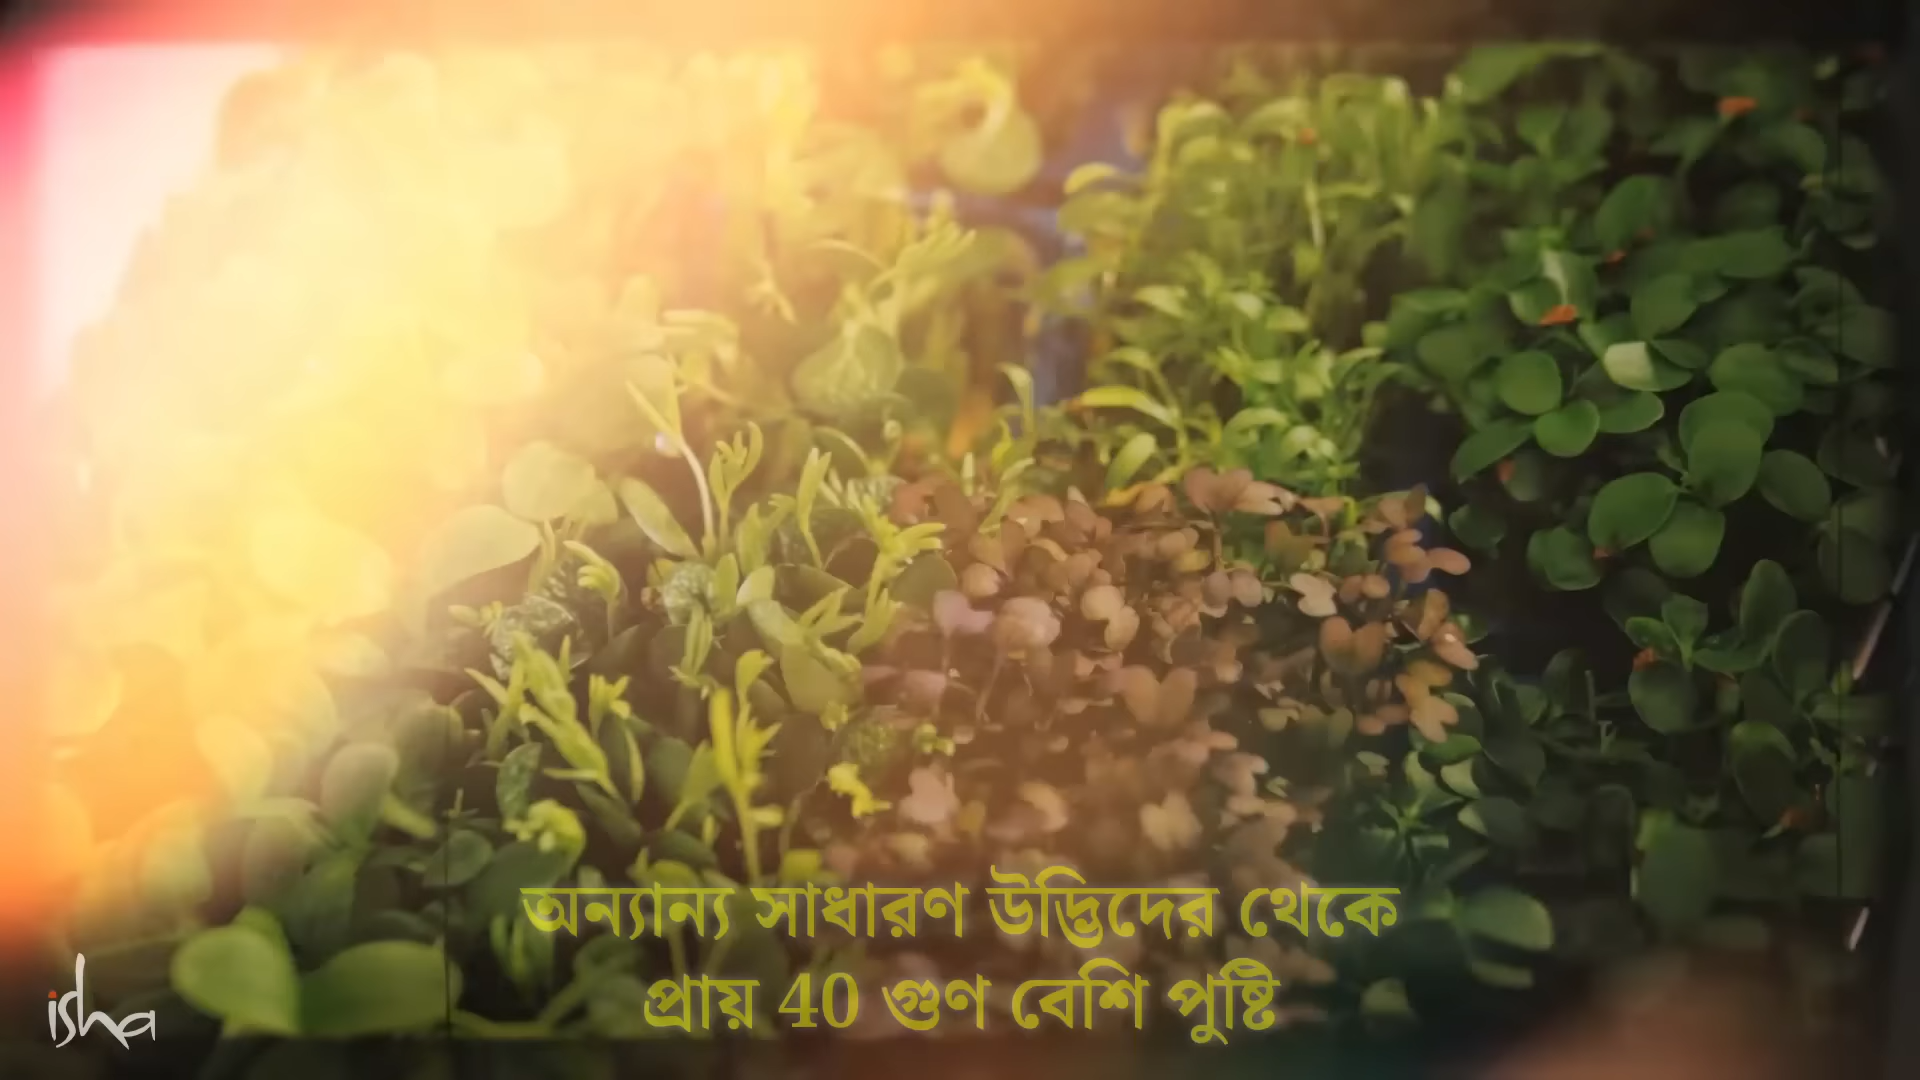 অন্যান্য সাধারণ উদ্ভিদের থেকে
প্রায় 40 গুণ বেশি পুষ্টি
isha